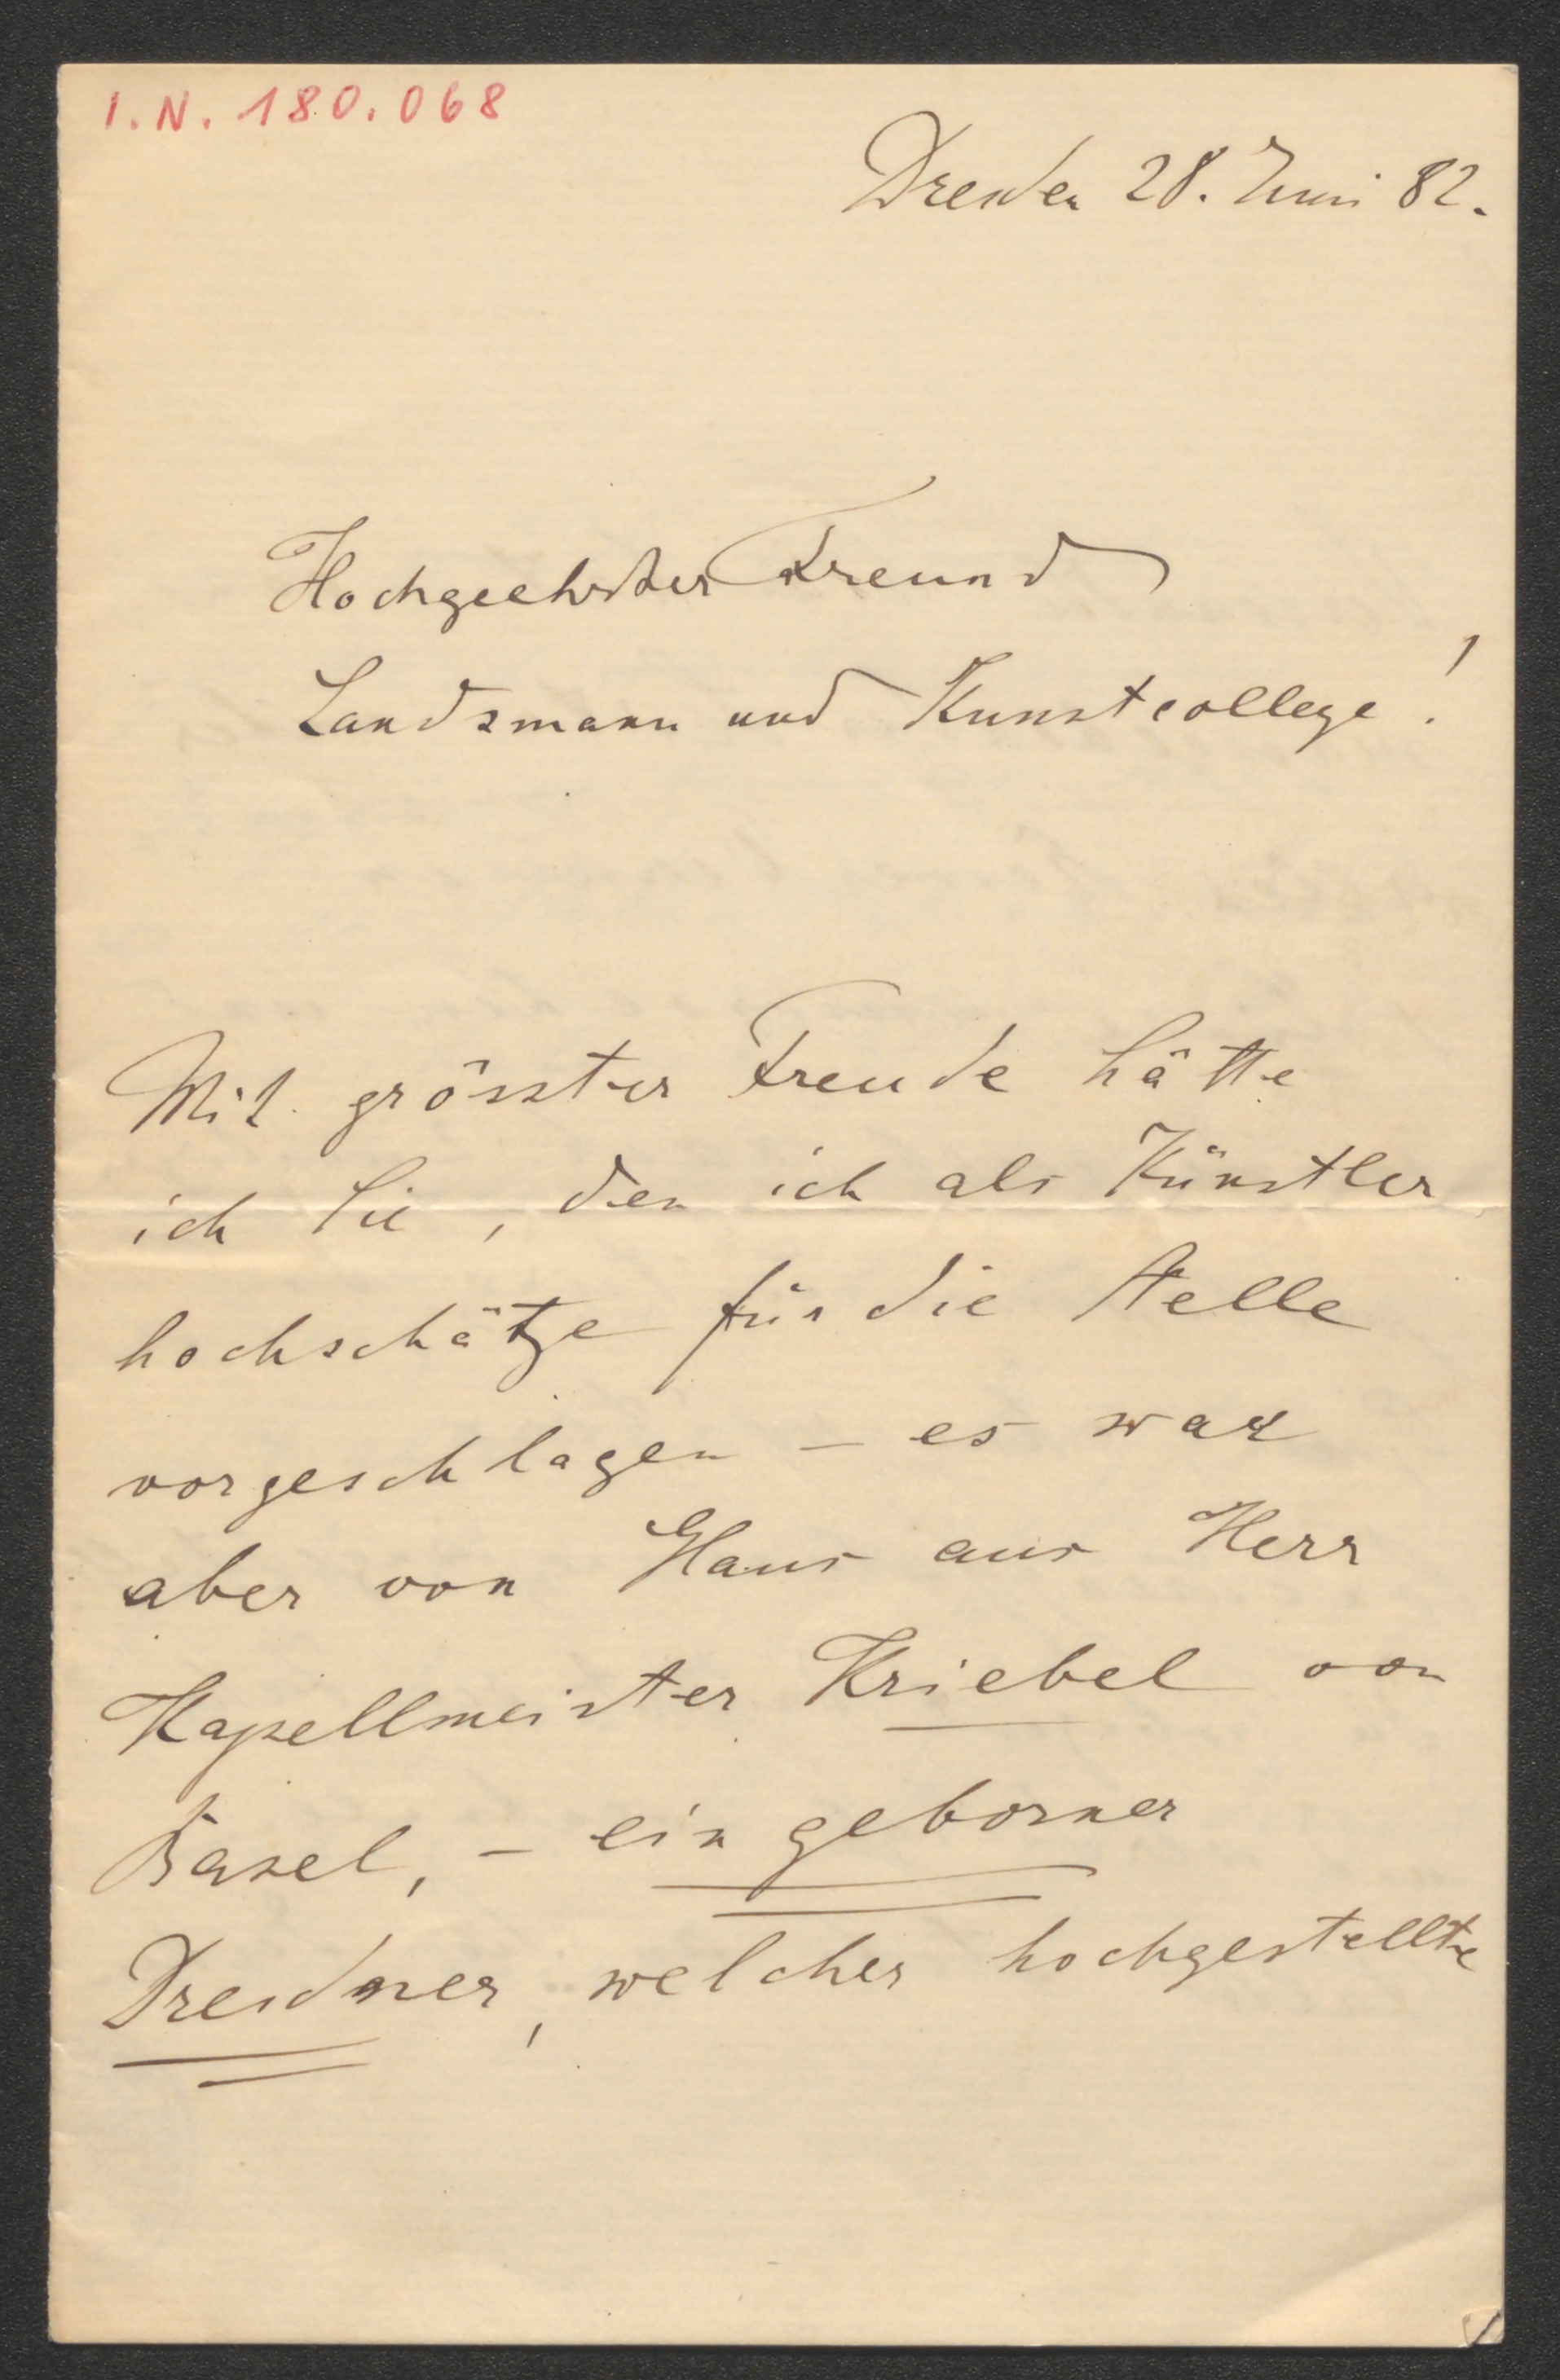 I.N. 180.068
Dresden 28. Juni 82.
Hochgeehrter Freund
Landsmann und Kunstcollege!
Mit grösster Freude hätte
ich Sie, den ich als Künstler
hochschätze für die Stelle
vorgeschlagen – es war
aber von Haus aus Herr
Kapellmeister Kriebel von
Basel, – ein geborner
Dresdner, welcher hochgestellte